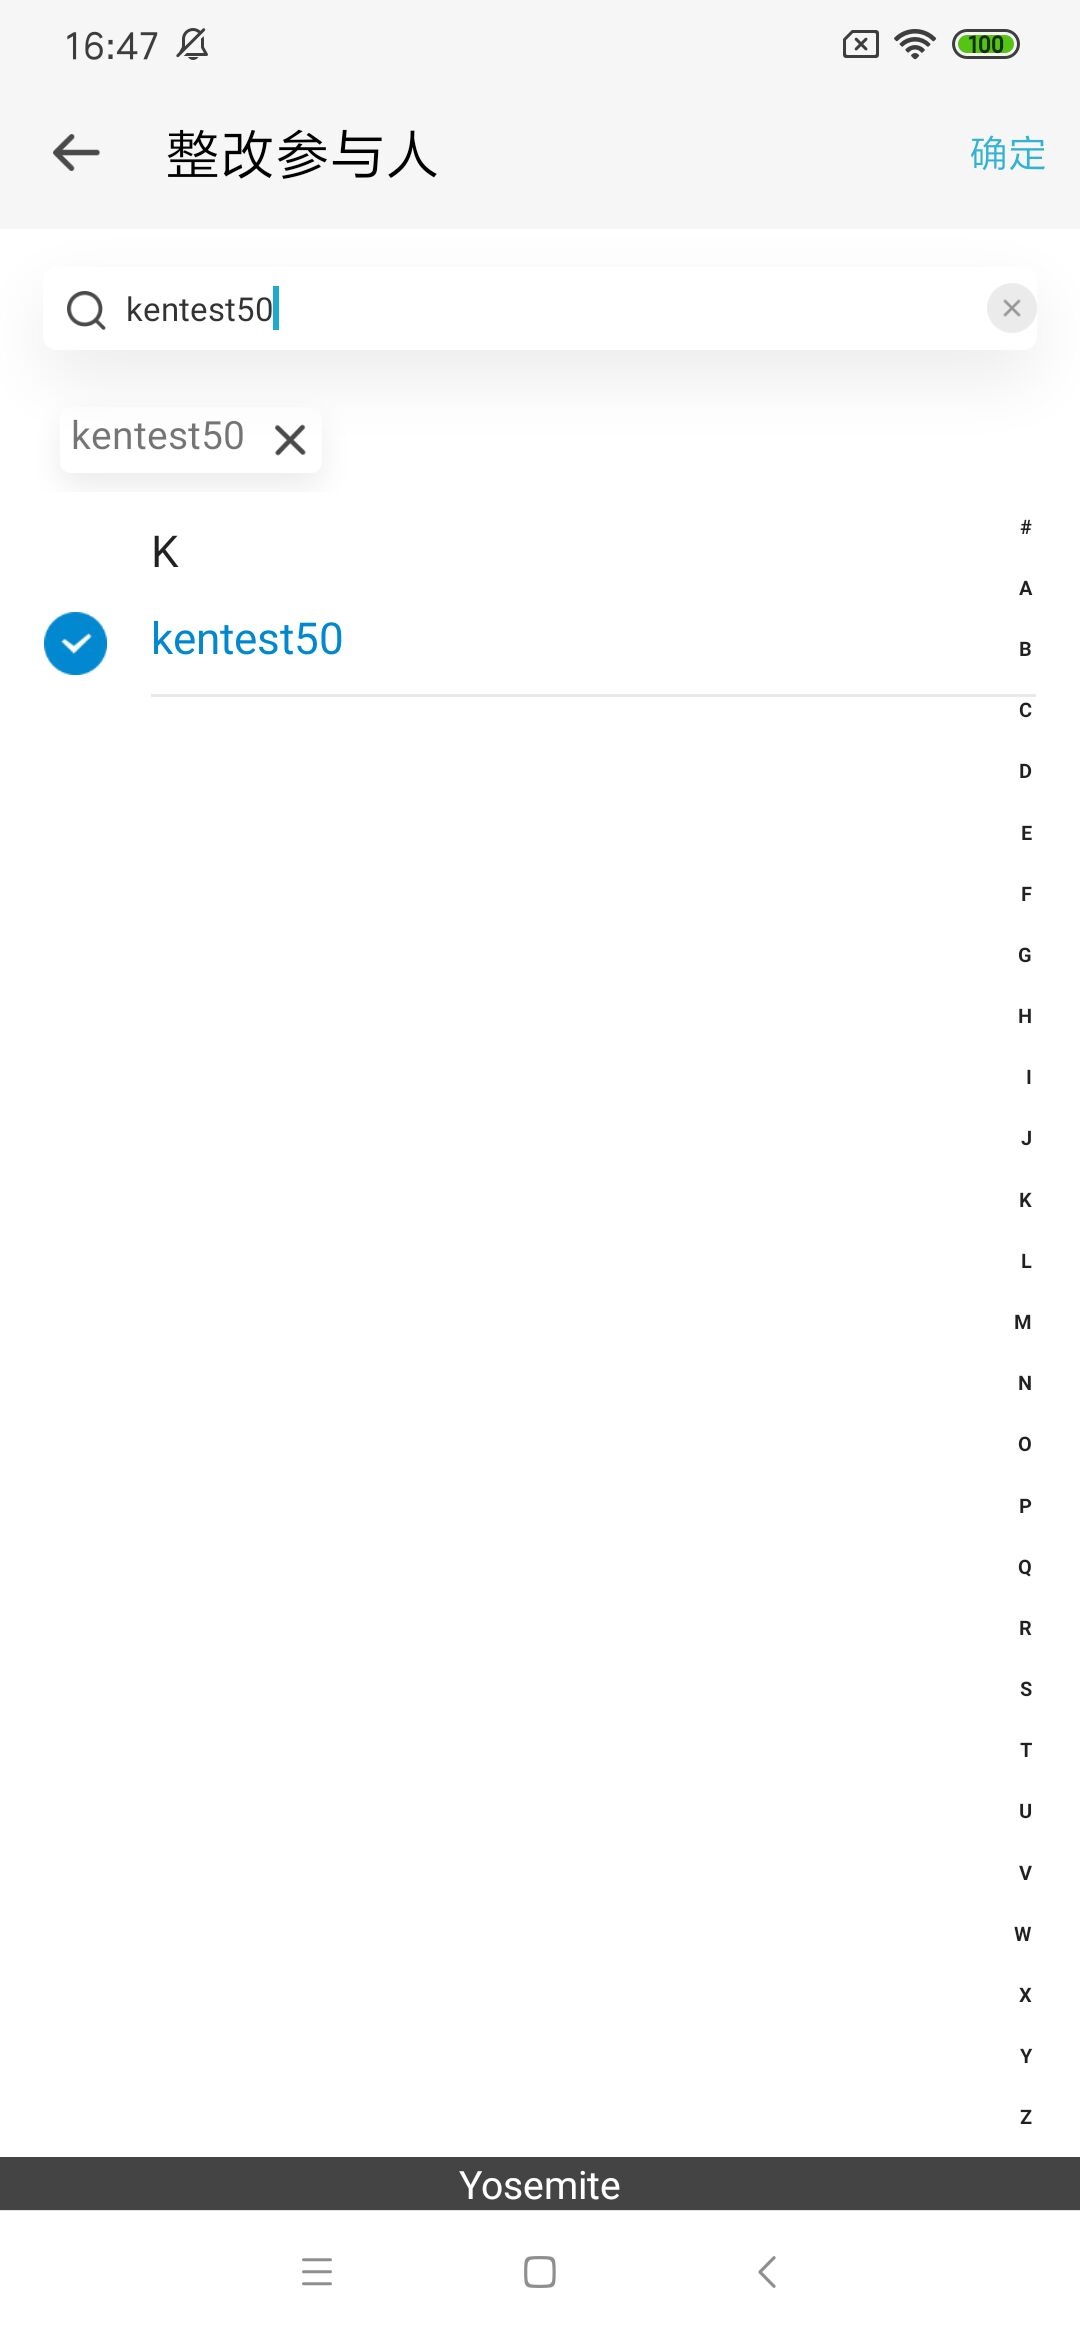 16:47
100
整改参与人
确定
kentest50
kentest50
K
kentest50
#
A
B
C
D
E
F
G
H
I
J
K
L
M
N
O
P
Q
R
S
T
U
V
W
X
Y
Z
Yosemite